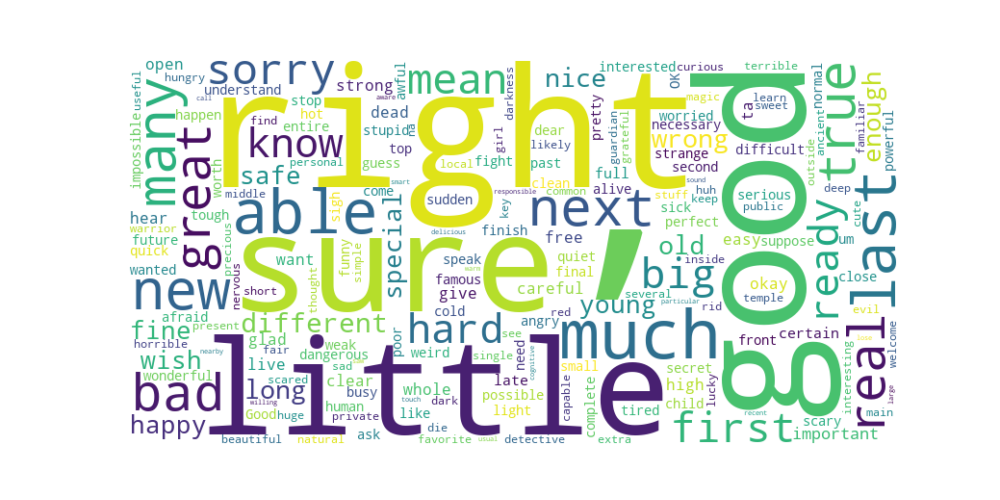 right
good
little
sure
’
much
able
next
new
bad
great
many
sorry
know
mean
nice
wrong
true
last
real
ready
enough
first
big
hard
young
old
different
special
long
fine
wish
happy
safe
open
hungry
understand
useful
impossible
happen
strong
awful
stop
hot
find
call
entire
dead
stupid
aware
na
top
personal
guess
worth
middle
come
smart
sigh
tough
hear
future
warrior
quick
wanted
precious
nervous
short
want
funny
simple
thought
afraid
present
horrible
nearby
wonderful
glad
fair
live
scared
willing
weak
sad
dangerous
poor
weird
clear
busy
human
private
touch
like
dark
Good
huge
beautiful
natural
ask
die
favorite
usual
detective
extra
late
light
possible
whole
single
see
need
cognitive
small
capable
complete
tired
angry
red
cold
give
famous
speak
warm
delicious
sudden
key
finish
responsible
local
fight
girl
darkness
interested
curious
dear
likely
past
clean
common
guardian
grateful
pretty
full
alive
free
quiet
final
careful
several
particular
inside
rid
sick
stuff
huh
keep
perfect
sound
worried
necessary
strange
second
OK
magic
ta
terrible
learn
sweet
difficult
serious
public
easy
suppose
okay
temple
um
close
cute
deep
outside
ancient
normal
familiar
powerful
evil
welcome
front
certain
secret
high
child
lucky
recent
important
scary
main
large
interesting